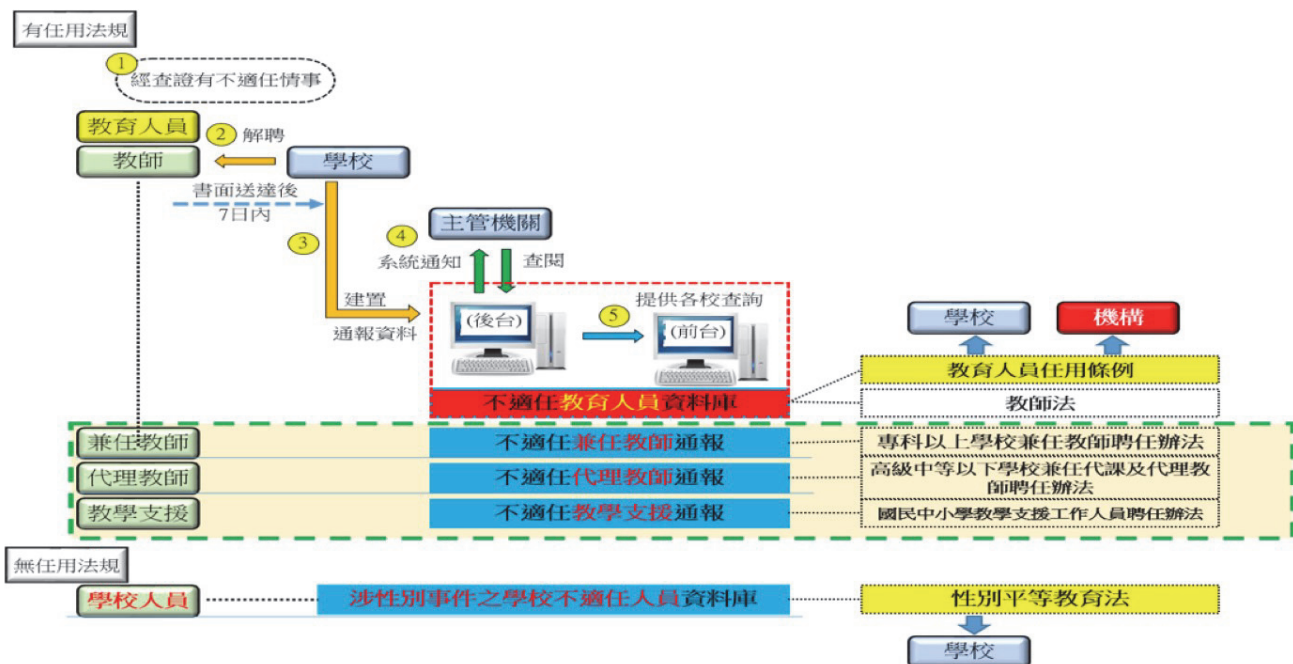 有任用法規
1
經查證有不適任情事
教育人員
2 解聘
教師
學校
書面送達後
7日內
主管機關
3
4
系統通知
查閱
建置
通報資料
提供各校查詢
(後台)
5
(前台)
學校
機構
教育人員任用條例
不適任教育人員資料庫
教師法
兼任教師
不適任兼任教師通報
專科以上學校兼任教師聘任辦法
代理教師
不適任代理教師通報
高級中等以下學校兼任代課及代理教
師聘任辦法
教學支援
不適任教學支援通報
國民中小學教學支援工作人員聘任辦法
無任用法規
學校人員
涉性別事件之學校不適任人員資料庫
性別平等教育法
學校